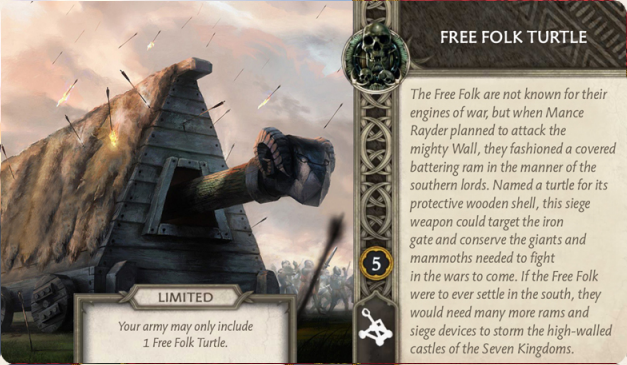 FREE FOLK TURTLE
The Free Folk are not known for their
engines of war, but when Mance
Rayder planned to attack the
mighty Wall, they fashioned a covered
battering ram in the manner of the
southern lords. Named a turtle for its
protective wooden shell, this siege
weapon could target the iron
gate and conserve the giants and
mammoths needed to fight
in the wars to come. If the Free Folk
were to ever settle in the south, they
would need many more rams and
siege devices to storm the high-walled
castles of the Seven Kingdoms.
5
LIMITED
Your army may only include
1 Free Folk Turtle.